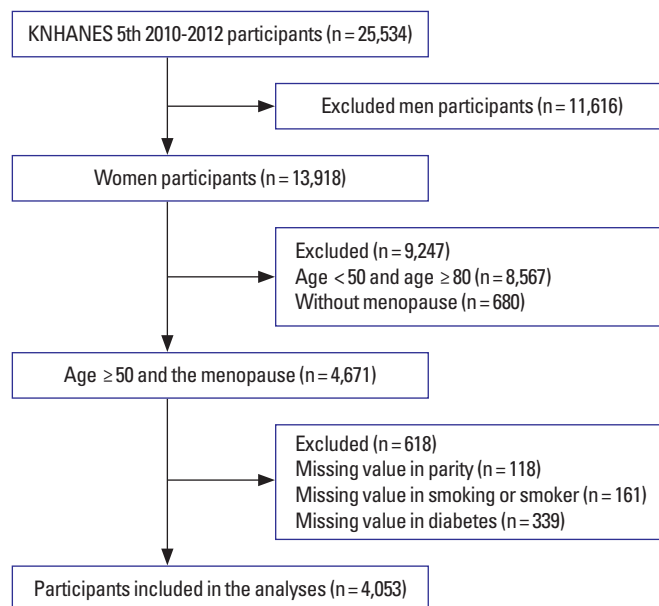 KNHANES 5th 2010-2012 participants (n = 25,534)
Excluded men participants (n = 11,616)
Women participants (n = 13,918)
Excluded (n = 9,247)
Age < 50 and age ≥ 80 (n = 8,567)
Without menopause (n = 680)
Age ≥ 50 and the menopause (n = 4,671)
Excluded (n = 618)
Missing value in parity (n = 118)
Missing value in smoking or smoker (n = 161)
Missing value in diabetes (n = 339)
Participants included in the analyses (n = 4,053)